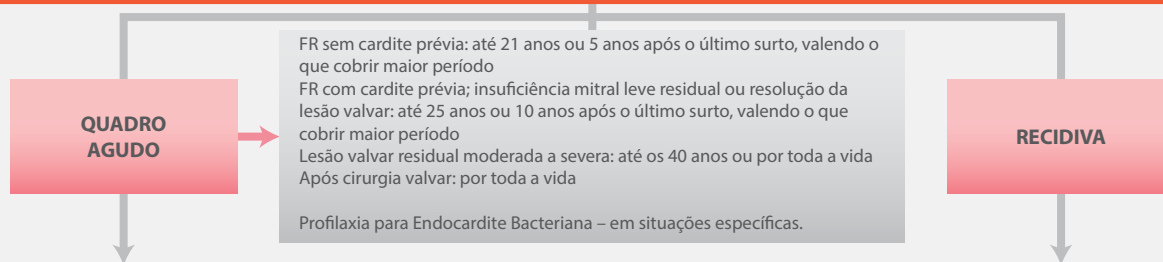 FR sem cardite prévia: até 21 anos ou 5 anos após o último surto, valendo o
que cobrir maior período
FR com cardite prévia; insuficiência mitral leve residual ou resolução da
lesão valvar: até 25 anos ou 10 anos após o último surto, valendo o que
cobrir maior período
Lesão valvar residual moderada a severa: até os 40 anos ou por toda a vida
Após cirurgia valvar: por toda a vida
Profilaxia para Endocardite Bacteriana – em situações específicas.
QUADRO
AGUDO
RECIDIVA